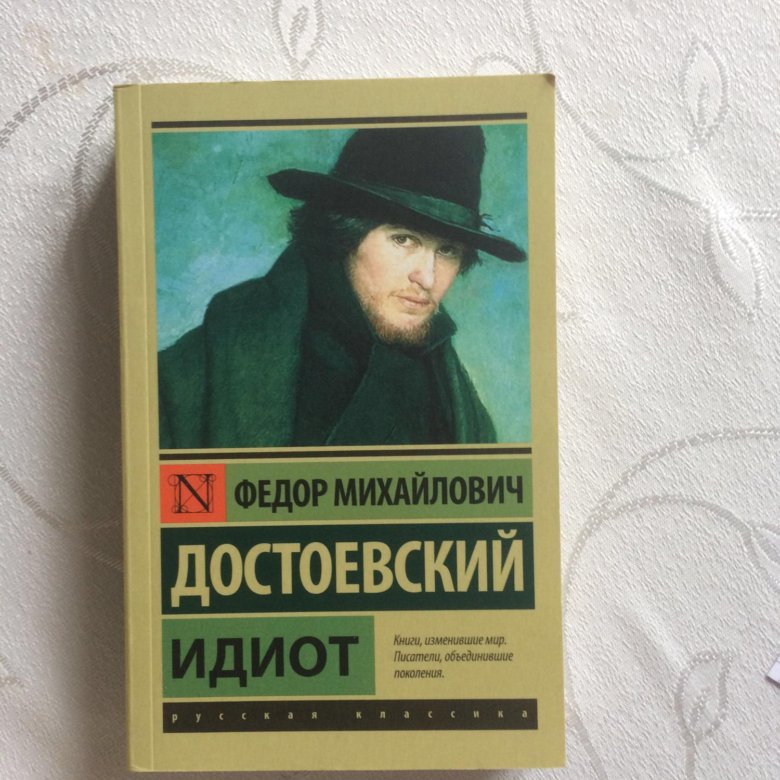 N
ФЕДОР МИХАЙЛОВИЧ
ДОСТОЕВСКИЙ
ИДИОТ
Книги, изменившие мир.
Писатели, объединившие
поколения.
русская классика